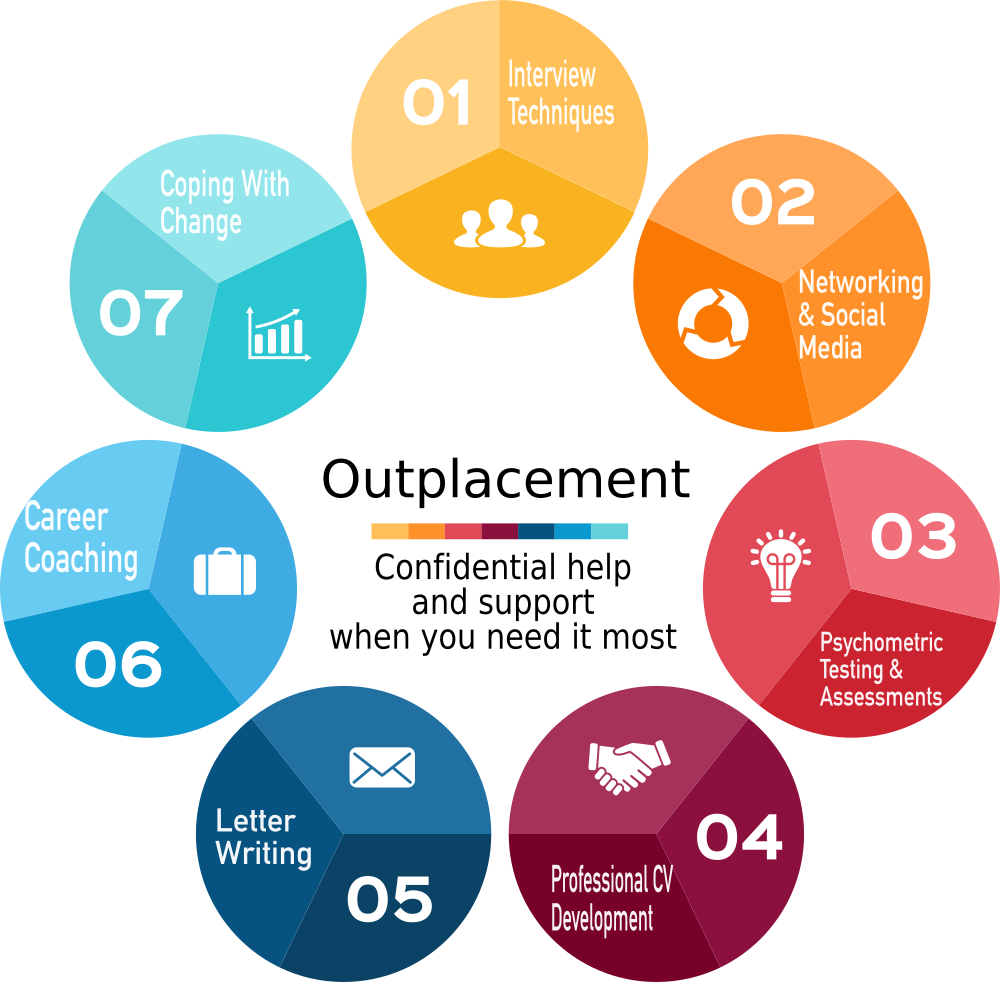 01
Interview
Techniques
02
Networking
& Social
Media
03
Psychometric
Testing &
Assessments
04
Professional CV
Development
05
Letter
Writing
06
Career
Coaching
07
Coping With
Change
Outplacement
Confidential help
and support
when you need it most